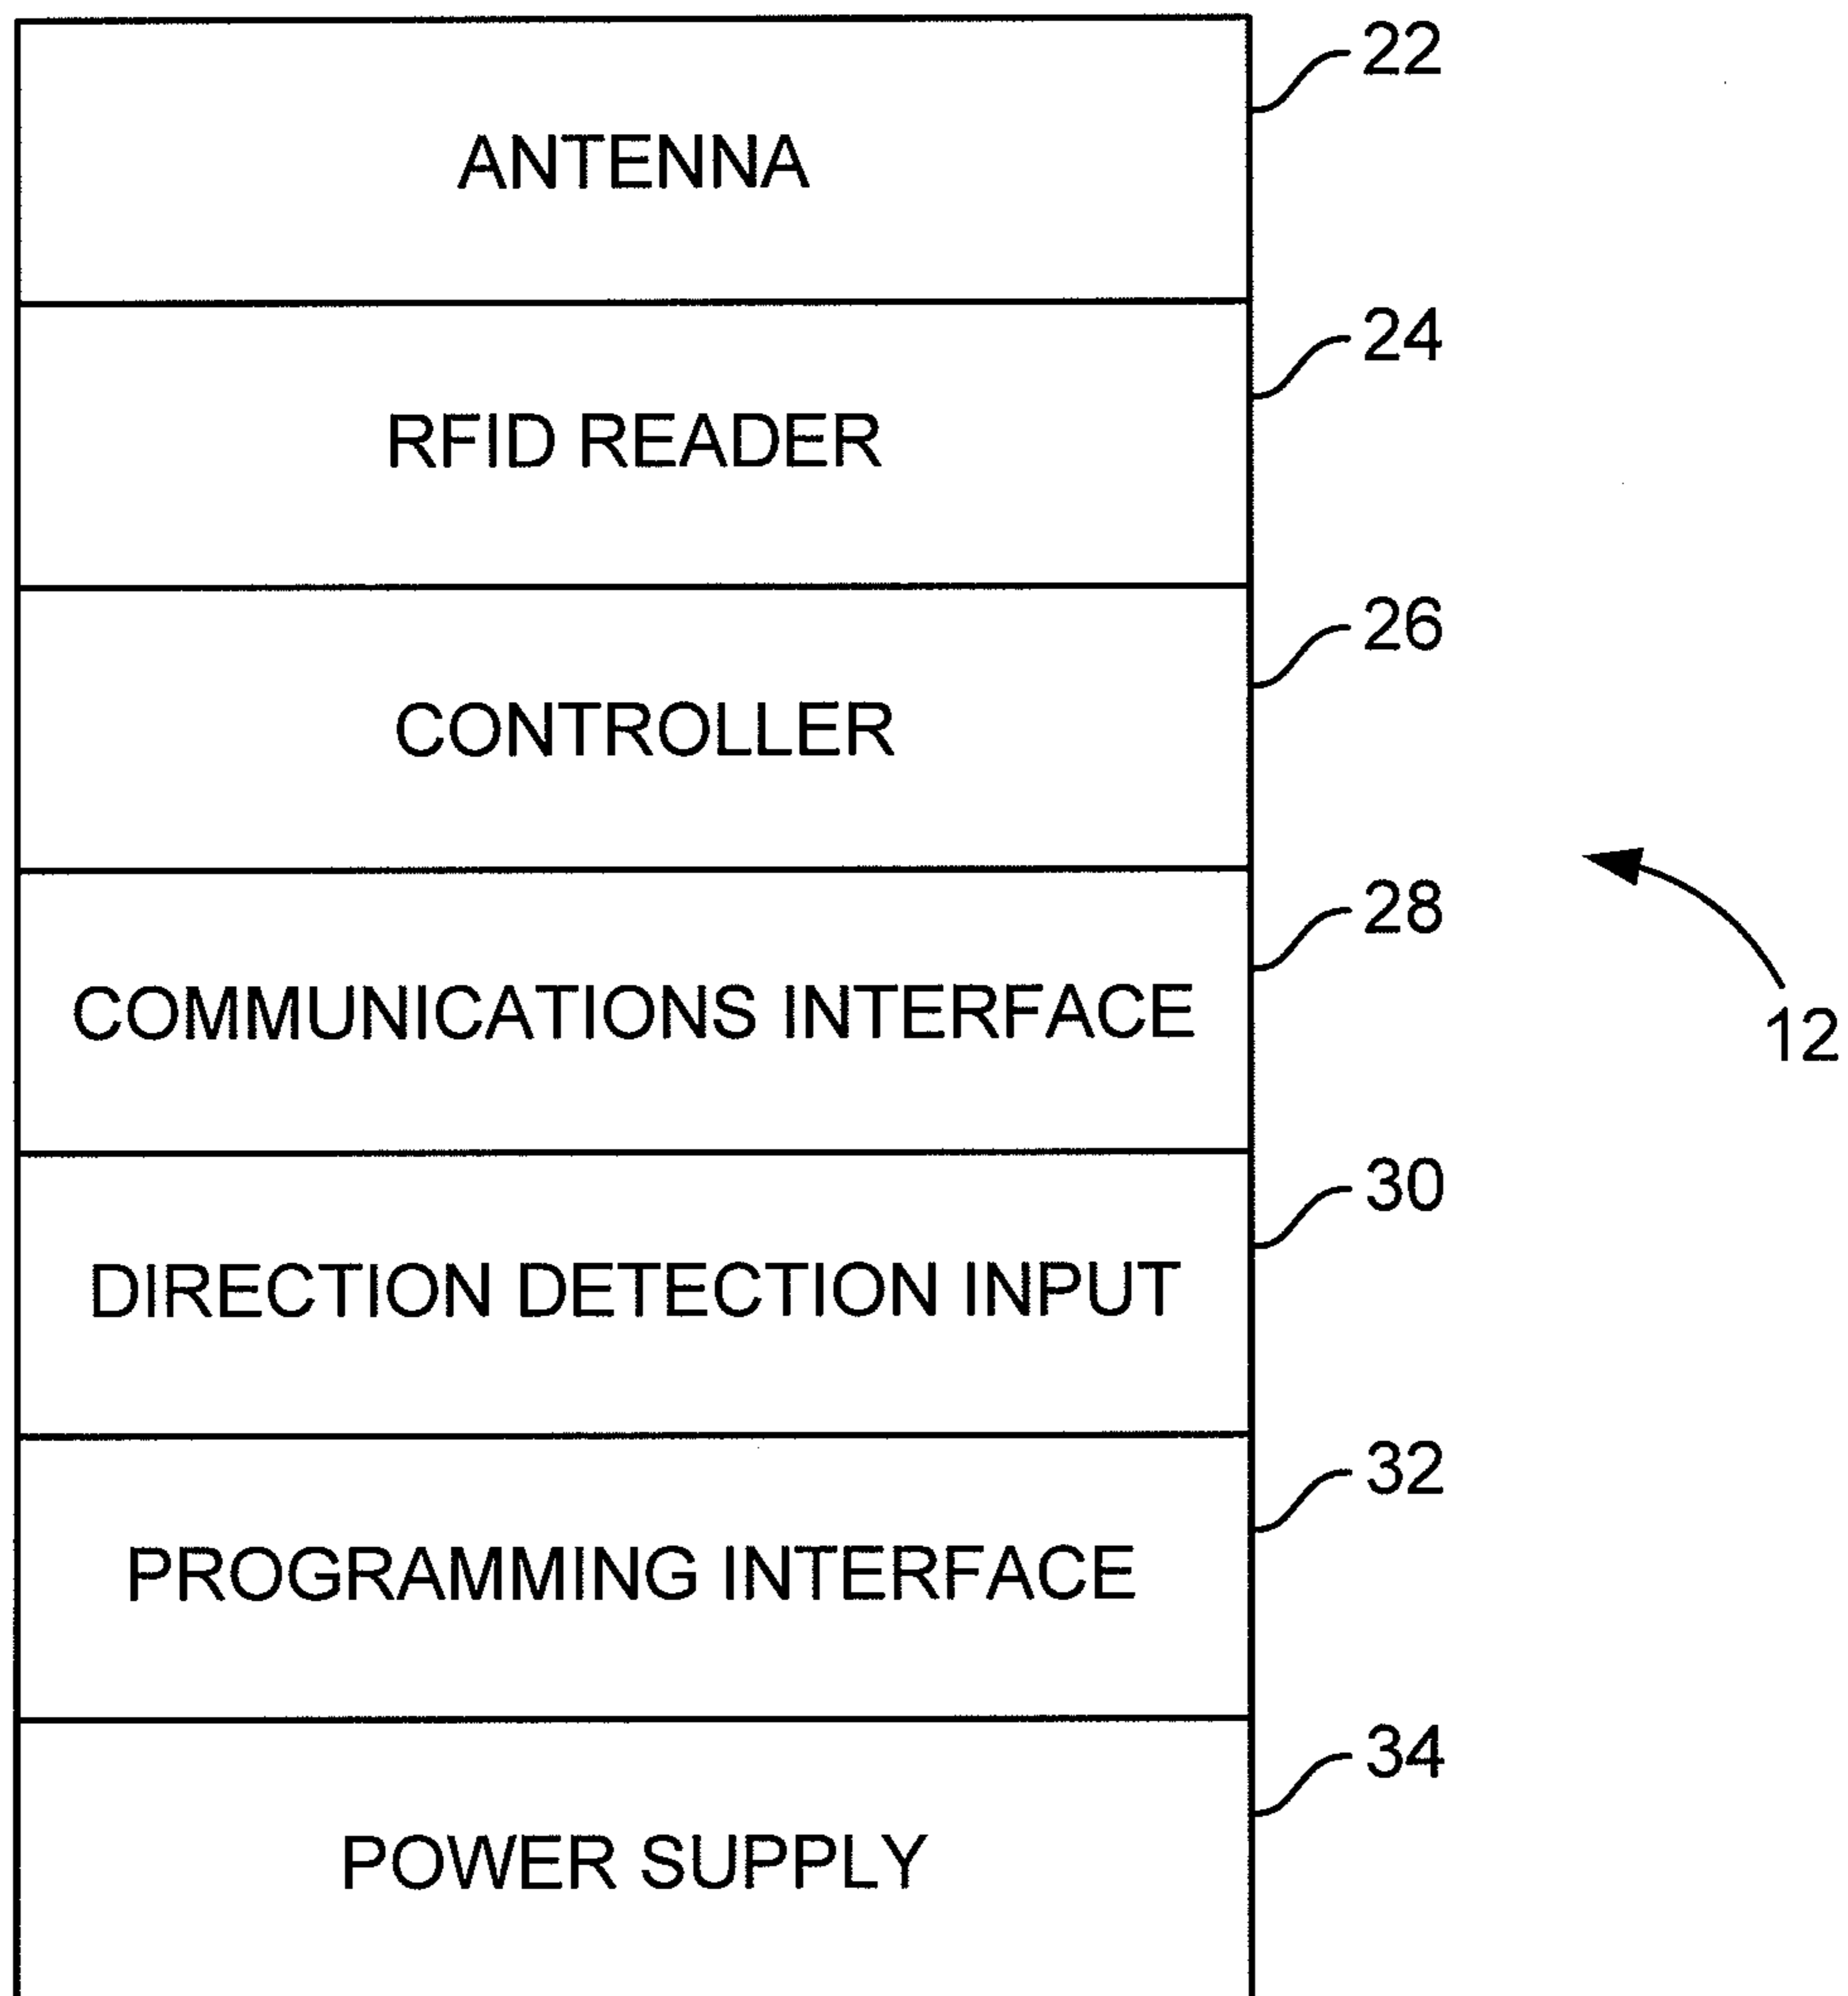 22
ANTENNA
24
RFID READER
26
CONTROLLER
28
COMMUNICATIONS INTERFACE
12
30
DIRECTION DETECTION INPUT
32
PROGRAMMING INTERFACE
34
POWER SUPPLY